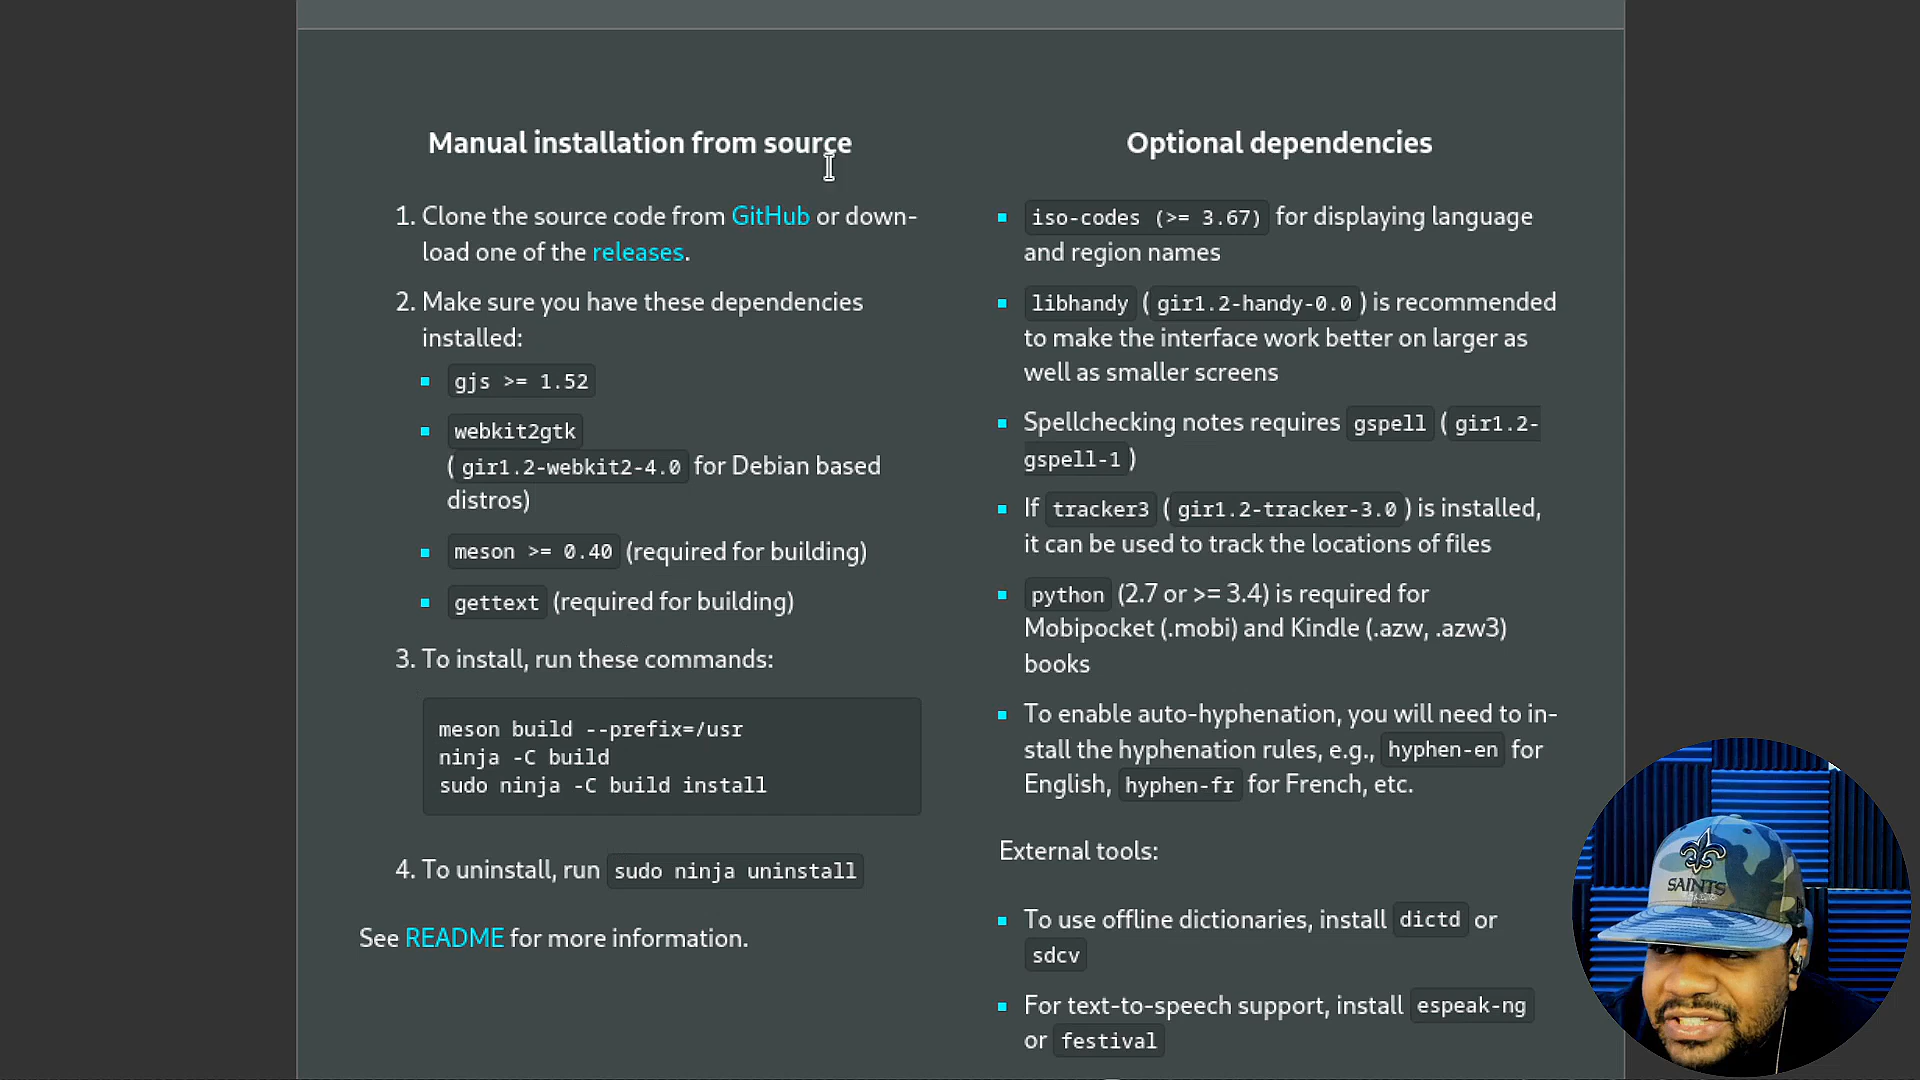 Manual installation from source
1. Clone the source code from GitHub or down-
load one of the releases.
2. Make sure you have these dependencies
installed:
gjs >= 1.52
webkit2gtk
(gir1.2-webkit2-4.0 for Debian based
distros)
meson >= 0.40 (required for building)
gettext (required for building)
3. To install, run these commands:
meson build --prefix=/usr
ninja -C build
sudo ninja -C build install
4. To uninstall, run sudo ninja uninstall
See README for more information.
Optional dependencies
iso-codes (>= 3.67) for displaying language
and region names
libhandy (gir1.2-handy-0.0) is recommended
to make the interface work better on larger as
well as smaller screens
Spellchecking notes requires gspell (gir1.2-
gspell-1)
If tracker3 (gir1.2-tracker-3.0) is installed,
it can be used to track the locations of files
python (2.7 or >= 3.4) is required for
Mobipocket (.mobi) and Kindle (.azw, .azw3)
books
To enable auto-hyphenation, you will need to in-
stall the hyphenation rules, e.g., hyphen-en for
English, hyphen-fr for French, etc.
External tools:
To use offline dictionaries, install dictd or
sdcv
For text-to-speech support, install espeak-ng
or festival
SAINTS